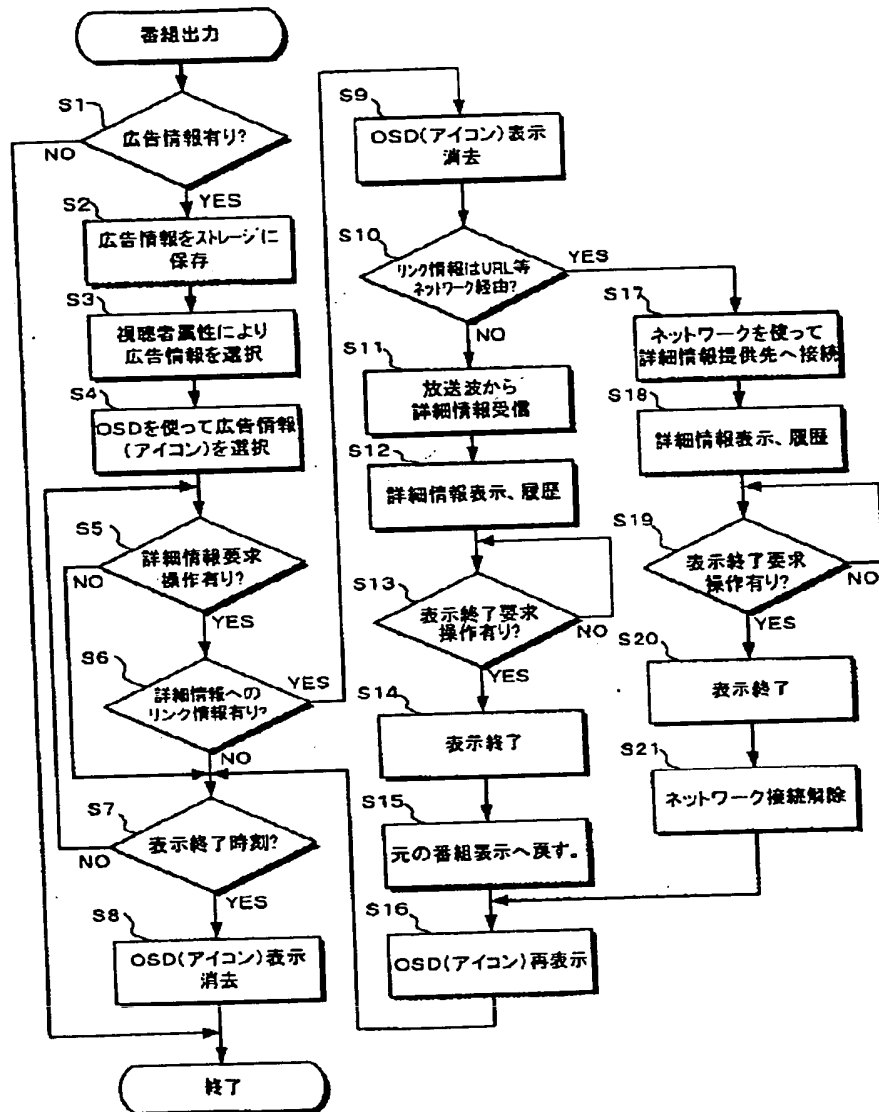 番組出力
S1
広告情報有り?
NO
YES
S2
広告情報をストレージに
保存
S3
視聴者属性により
広告情報を選択
S4
OSDを使って広告情報
(アイコン)を選択
S5
詳細情報要求
操作有り?
NO
YES
S6
詳細情報への
リンク情報有り?
YES
NO
S7
表示終了時刻?
NO
YES
S8
OSD(アイコン)表示
消去
終了
S9
OSD(アイコン)表示
消去
S10
リンク情報はURL等
ネットワーク経由?
YES
NO
S11
放送波から
詳細情報受信
S12
詳細情報表示、履歴
S13
表示終了要求
操作有り?
NO
YES
S14
表示終了
S15
元の番組表示へ戻す。
S16
OSD(アイコン)再表示
S17
ネットワークを使って
詳細情報提供先へ接続
S18
詳細情報表示、履歴
S19
表示終了要求
操作有り?
NO
YES
S20
表示終了
S21
ネットワーク接続解除